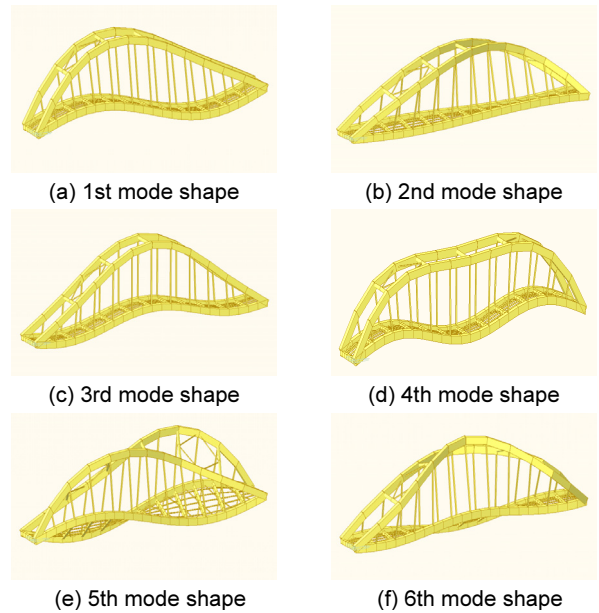 (a) 1st mode shape
(b) 2nd mode shape
(c) 3rd mode shape
(d) 4th mode shape
(e) 5th mode shape
(f) 6th mode shape